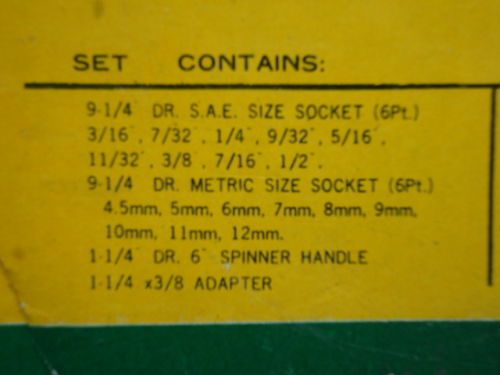 SET CONTAINS:
9-1/4" DR. S.A.E. SIZE SOCKET (6Pt.)
3/16", 7/32", 1/4", 9/32", 5/16",
11/32", 3/8", 7/16", 1/2".
9-1/4 DR. METRIC SIZE SOCKET (6Pt.)
4.5mm, 5mm, 6mm, 7mm, 8mm, 9mm,
10mm, 11mm, 12mm.
1-1/4" DR. 6" SPINNER HANDLE
1-1/4 x3/8 ADAPTER